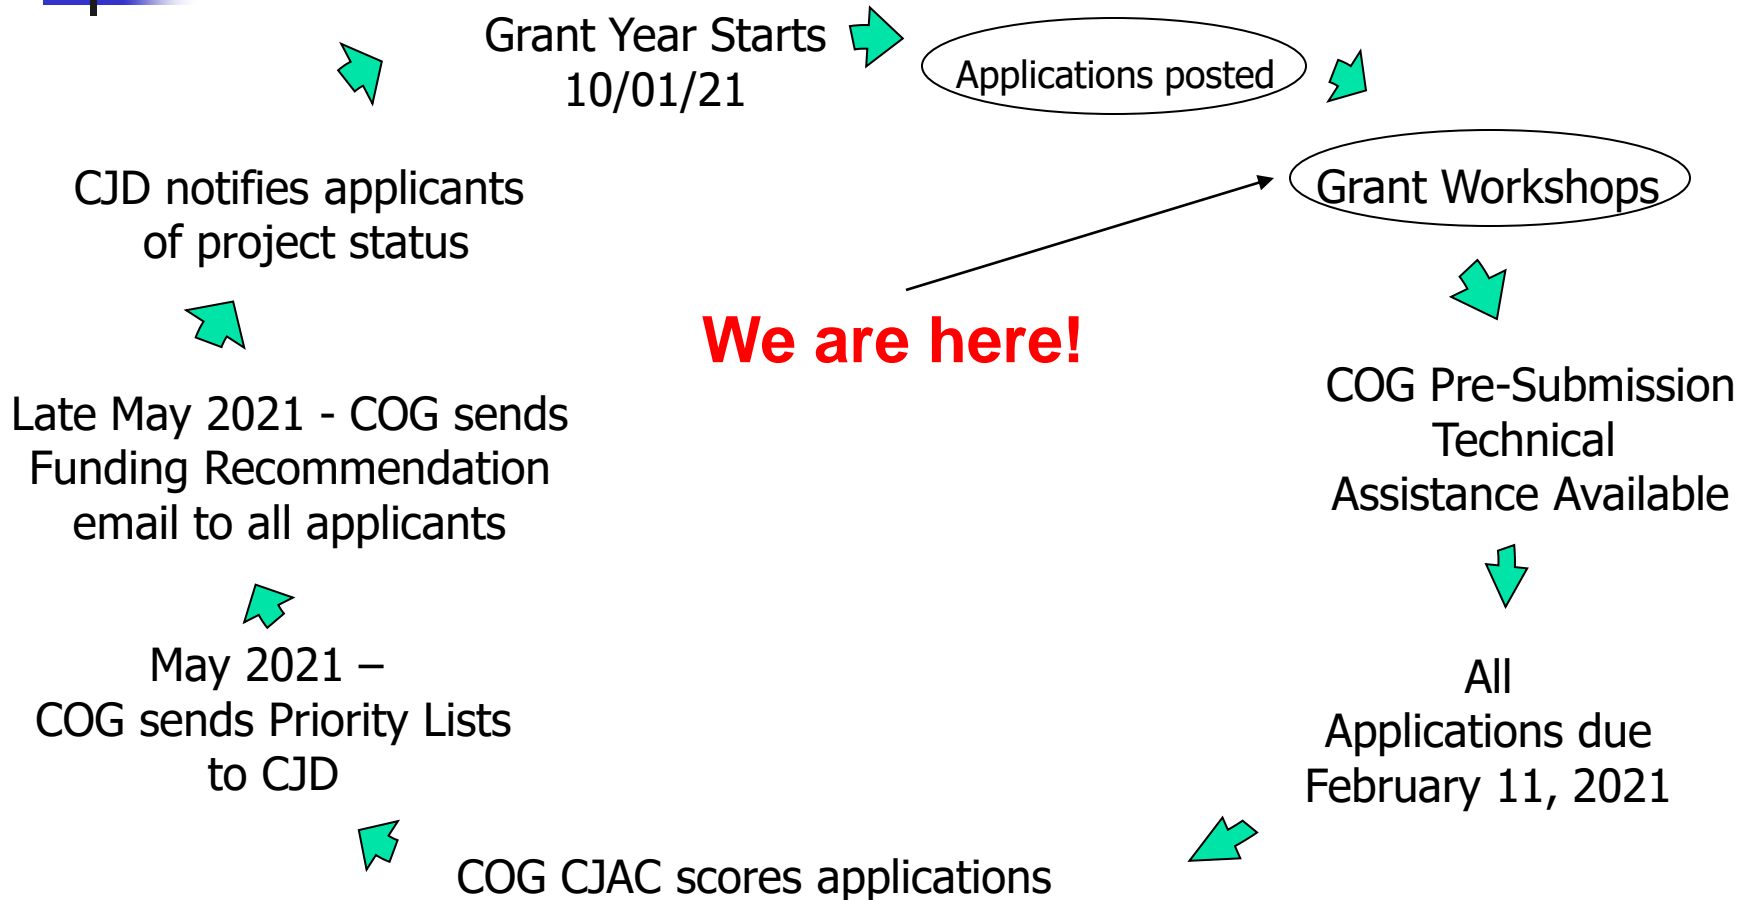 Grant Year Starts
10/01/21
Applications posted
Grant Workshops
We are here!
COG Pre-Submission
Technical
Assistance Available
All
Applications due
February 11, 2021
COG CJAC scores applications
May 2021 –
COG sends Priority Lists
to CJD
Late May 2021 - COG sends
Funding Recommendation
email to all applicants
CJD notifies applicants
of project status